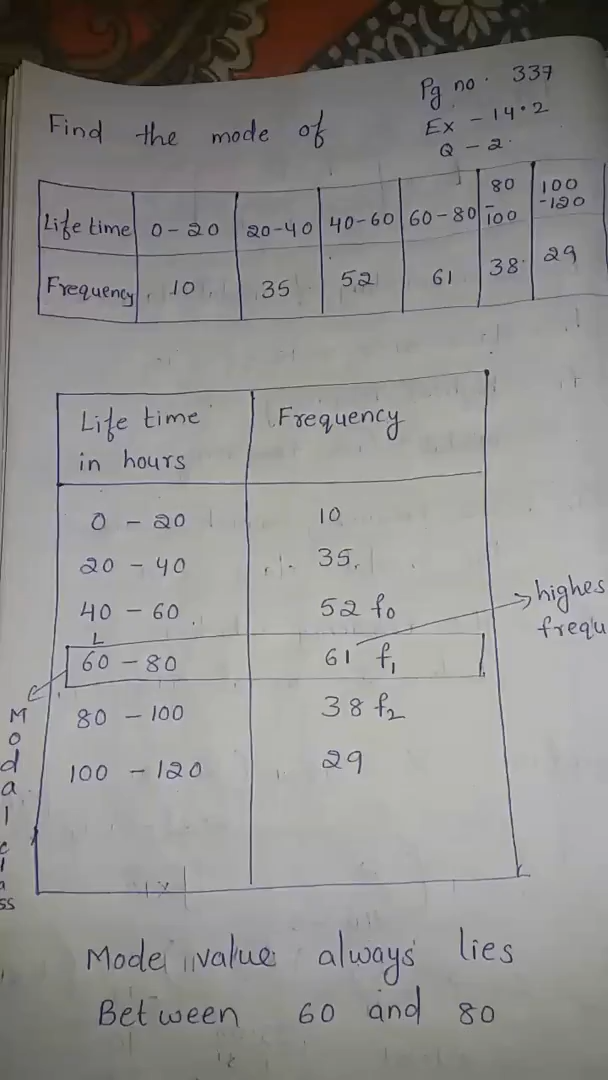 Pg no. 337
Ex - 14.2
Q - 2.
Find the mode of
Life time 0-20 20-40 40-60 60-80 80-100 100-120
Frequency 10 35 52 61 38 29
Life time in hours Frequency
0 - 20 10
20 - 40 35
40 - 60 52 f₀
L
60 - 80 61 f₁
80 - 100 38 f₂
100 - 120 29
highes
frequ
Modal class
Mode value always lies
Between 60 and 80